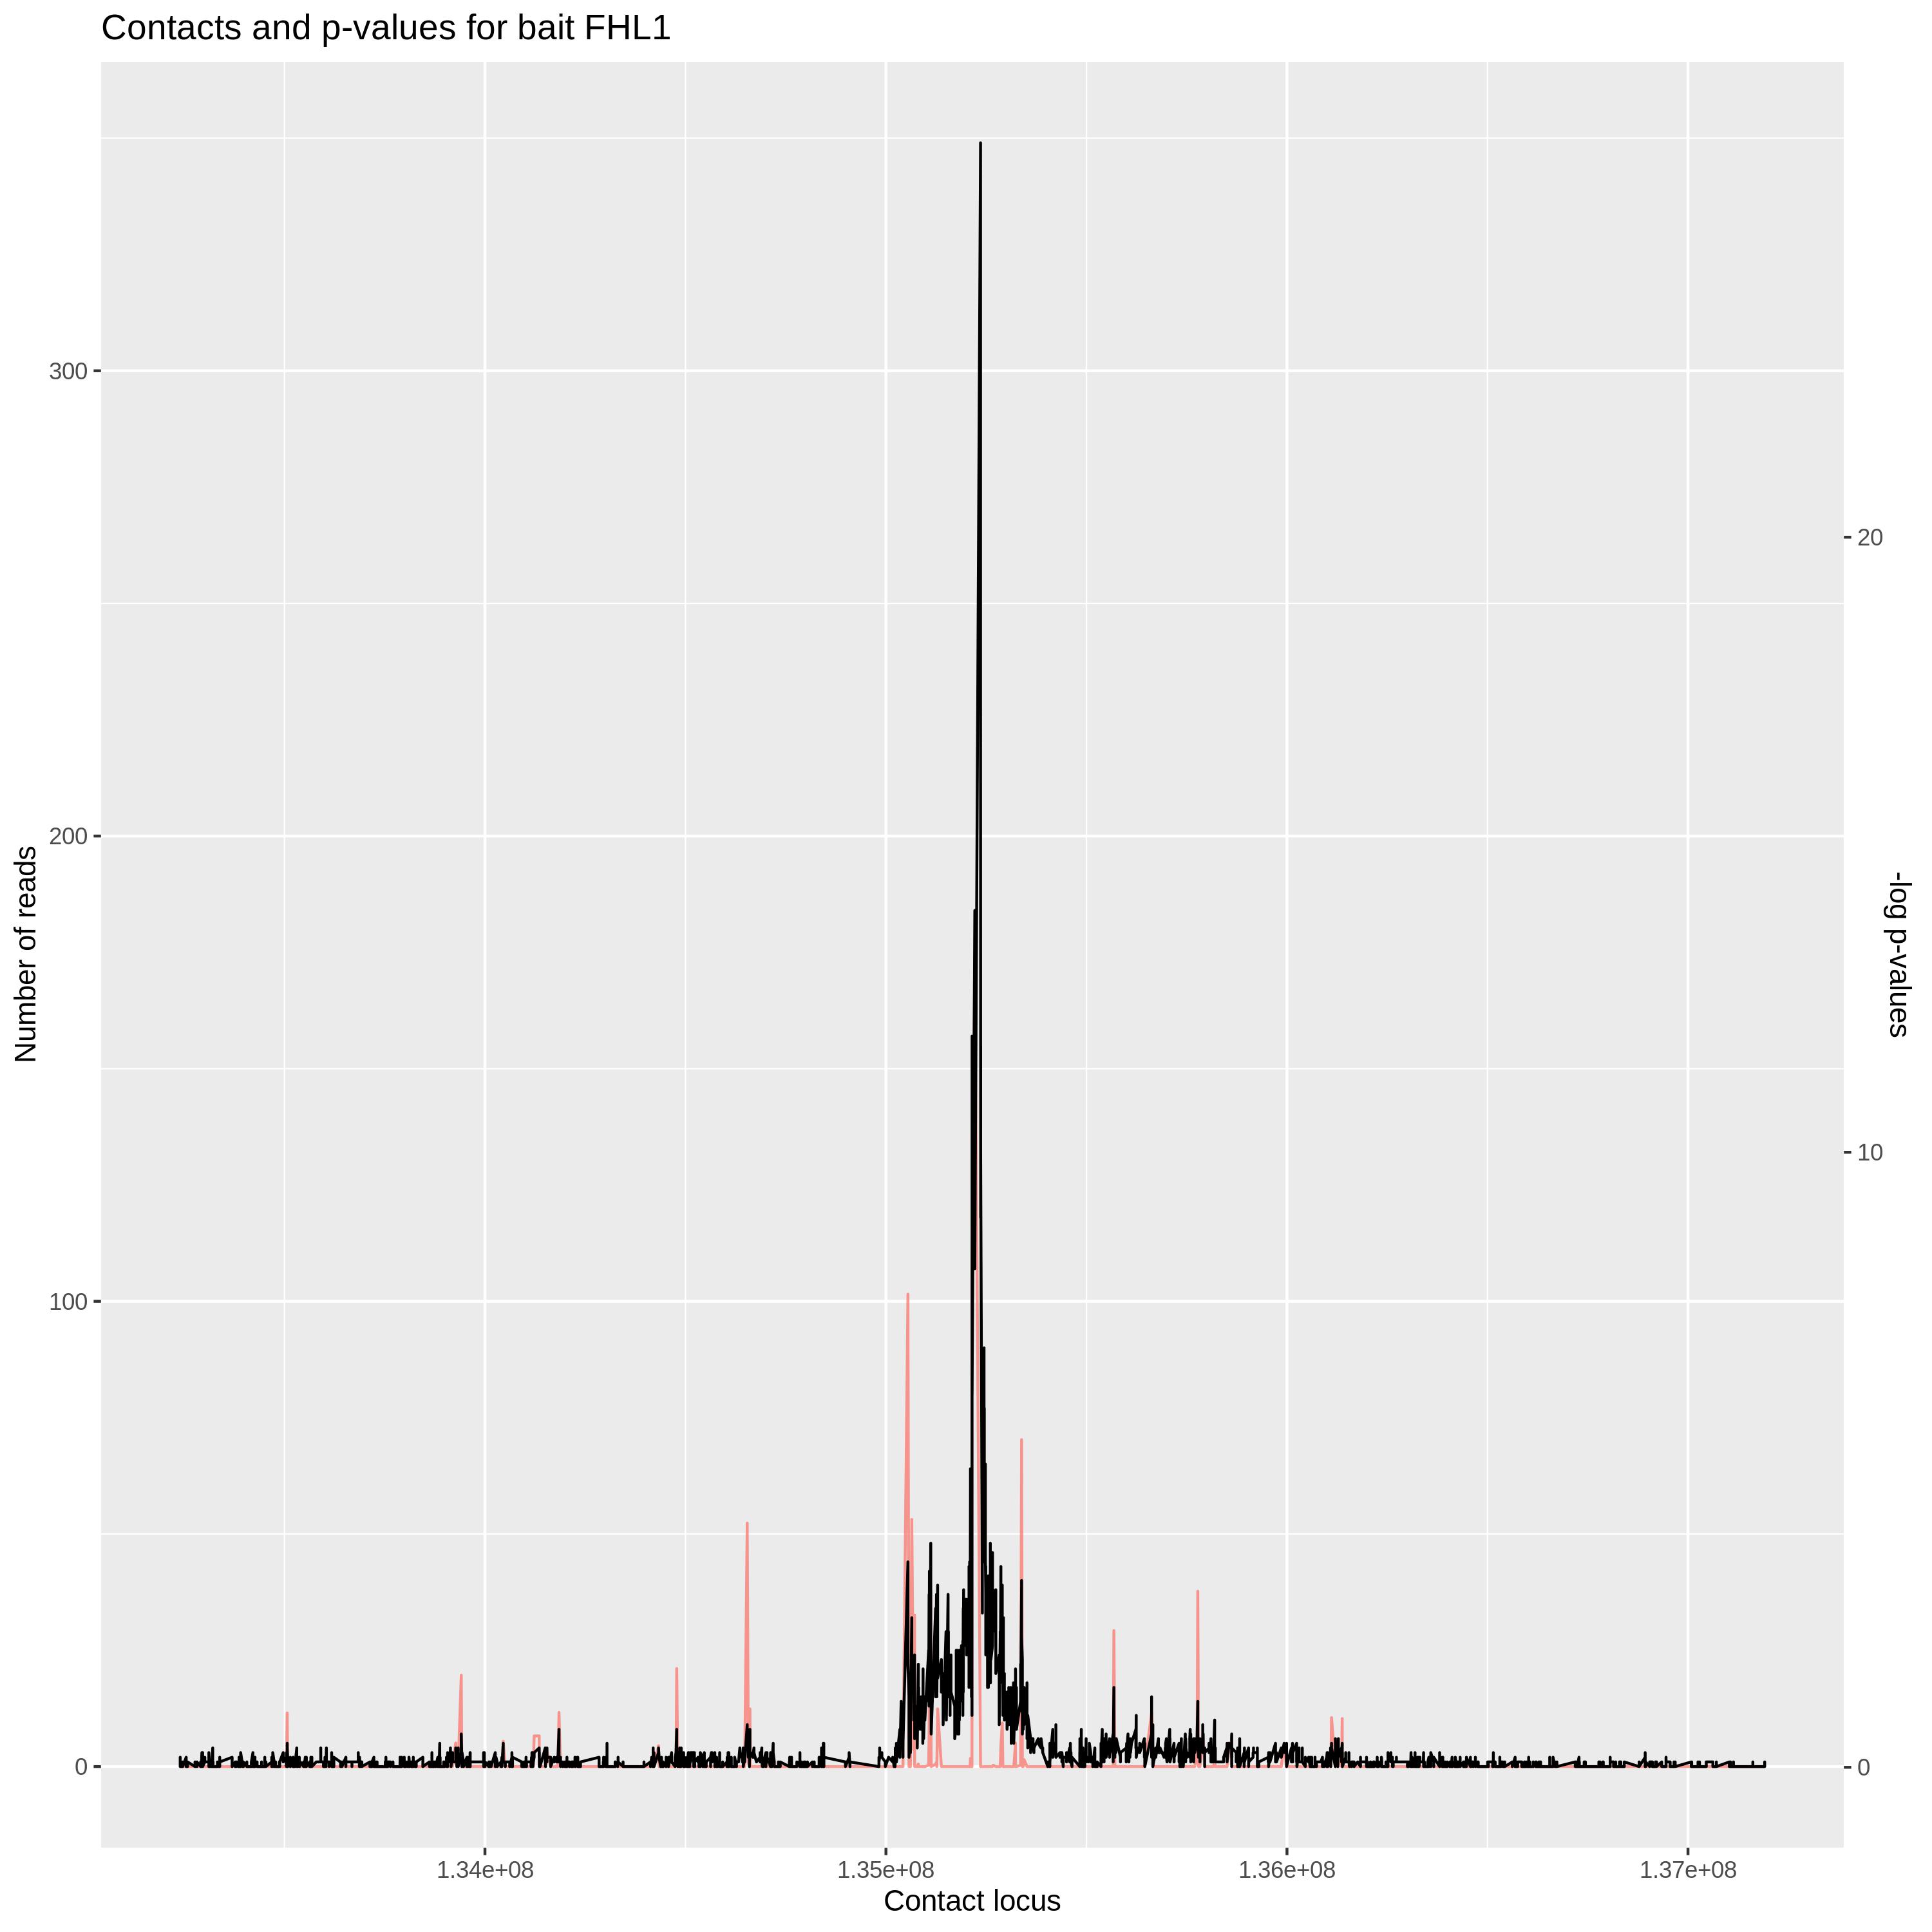 Contacts and p-values for bait FHL1
300
200
100
0
Number of reads
20
10
0
-log p-values
1.34e+08
1.35e+08
1.36e+08
1.37e+08
Contact locus